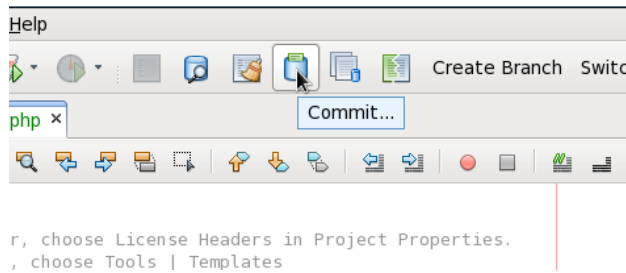 Help
Create Branch Switc
php ×
Commit...
r, choose License Headers in Project Properties.
, choose Tools | Templates